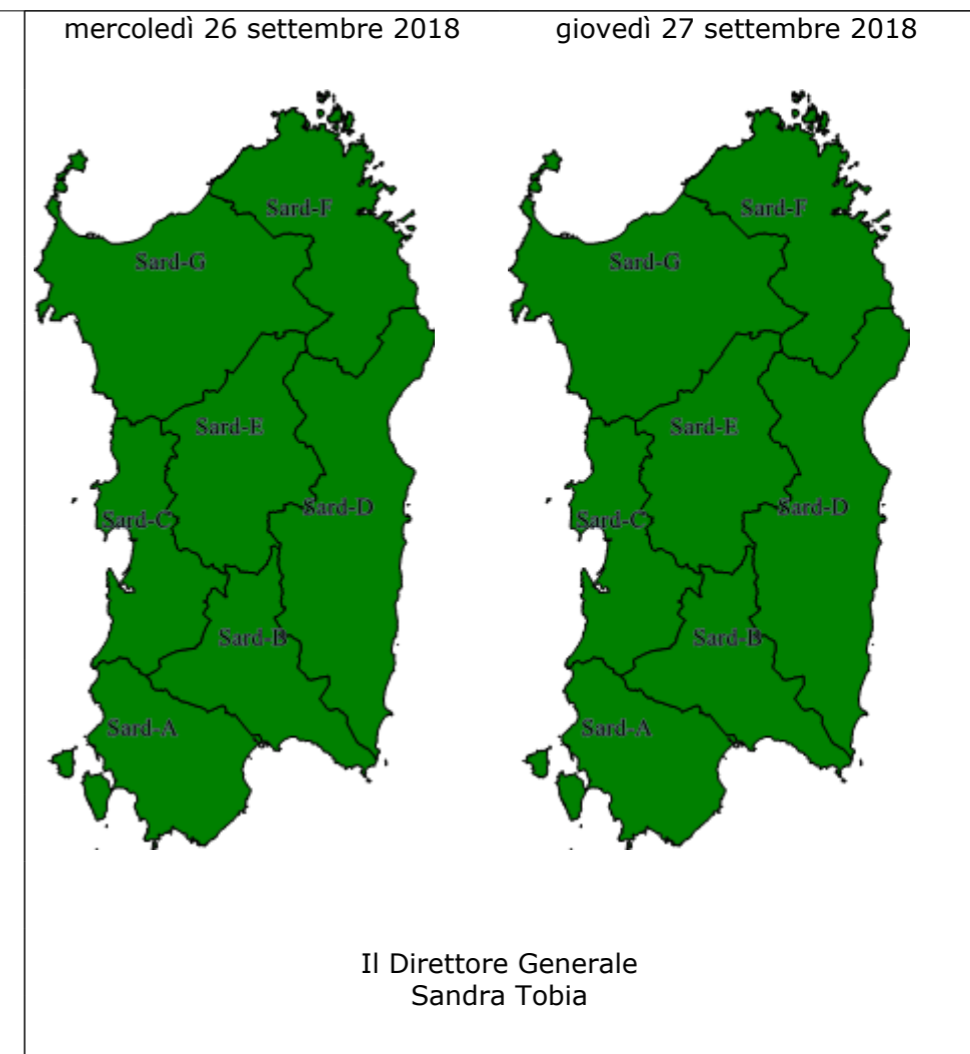 mercoledì 26 settembre 2018
giovedì 27 settembre 2018
Sard-F
Sard-G
Sard-E
Sard-D
Sard-C
Sard-B
Sard-A
Sard-F
Sard-G
Sard-E
Sard-D
Sard-C
Sard-B
Sard-A
Il Direttore Generale
Sandra Tobia